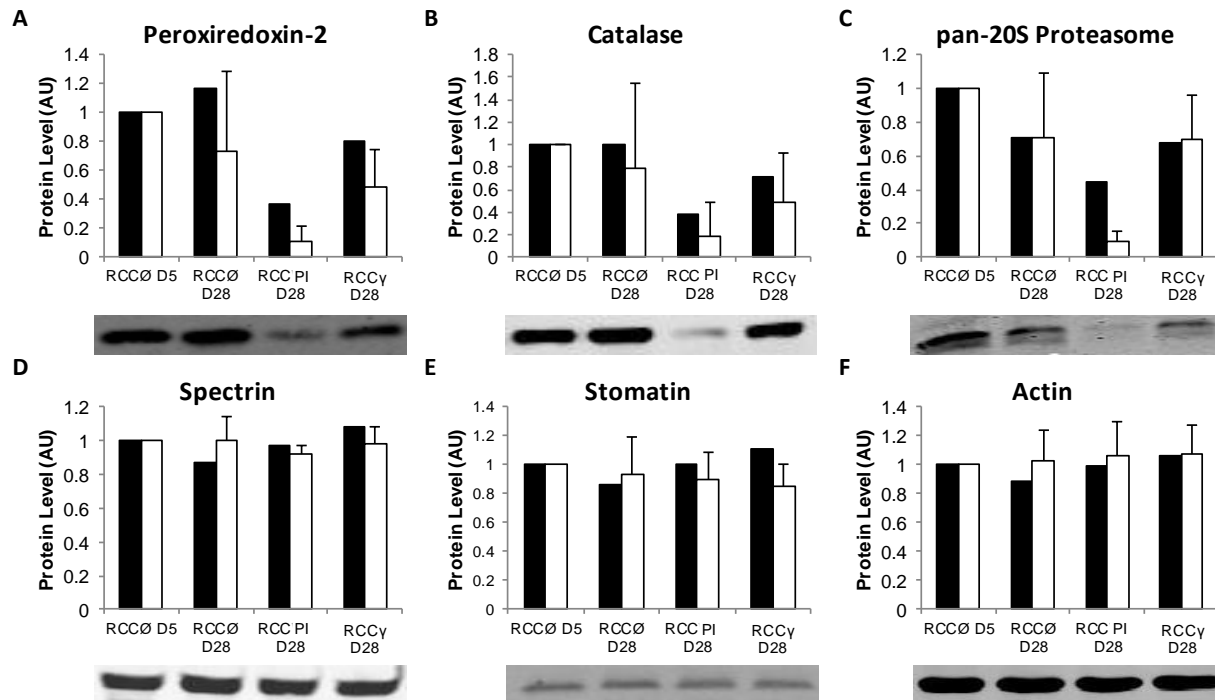 A
Peroxiredoxin-2
Protein Level (AU)
1.4
1.2
1
0.8
0.6
0.4
0.2
0
RCCØ D5
RCCØ D28
RCC PI D28
RCCγ D28
B
Catalase
Protein Level (AU)
1.8
1.6
1.4
1.2
1.0
0.8
0.6
0.4
0.2
0
RCCØ D5
RCCØ D28
RCC PI D28
RCCγ D28
C
pan-20S Proteasome
Protein Level (AU)
1.2
1
0.8
0.6
0.4
0.2
0
RCCØ D5
RCCØ D28
RCC PI D28
RCCγ D28
D
Spectrin
Protein Level (AU)
1.2
1
0.8
0.6
0.4
0.2
0
RCCØ D5
RCCØ D28
RCC PI D28
RCCγ D28
E
Stomatin
Protein Level (AU)
1.4
1.2
1
0.8
0.6
0.4
0.2
0
RCCØ D5
RCCØ D28
RCC PI D28
RCCγ D28
F
Actin
Protein Level (AU)
1.4
1.2
1
0.8
0.6
0.4
0.2
0
RCCØ D5
RCCØ D28
RCC PI D28
RCCγ D28